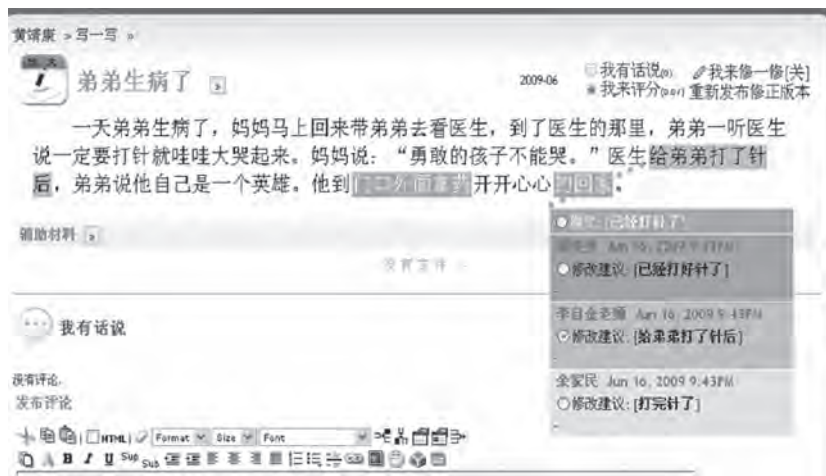 黄靖康 » 写一写 »
弟弟生病了
2009-06
我有话说(0) 我来修一修[关]
我来评分 重新发布修正版本
一天弟弟生病了,妈妈马上回来带弟弟去看医生,到了医生的那里,弟弟一听医生
说一定要打针就哇哇大哭起来。妈妈说:“勇敢的孩子不能哭。”医生给弟弟打了针
后,弟弟说他自己是一个英雄。他到门口外面拿药开开心心的回家。
[已经打针了]
辅助材料
Jun 16, 2009 9:43PM
没有文件
修改建议: [已经打好针了]
我有话说
李自金老师 Jun 16, 2009 9:43PM
修改建议: [给弟弟打了针后]
没有评论.
余家民 Jun 16, 2009 9:43PM
发布评论
修改建议: [打完针了]
HTML Format Size Font
B I U Sup Sub